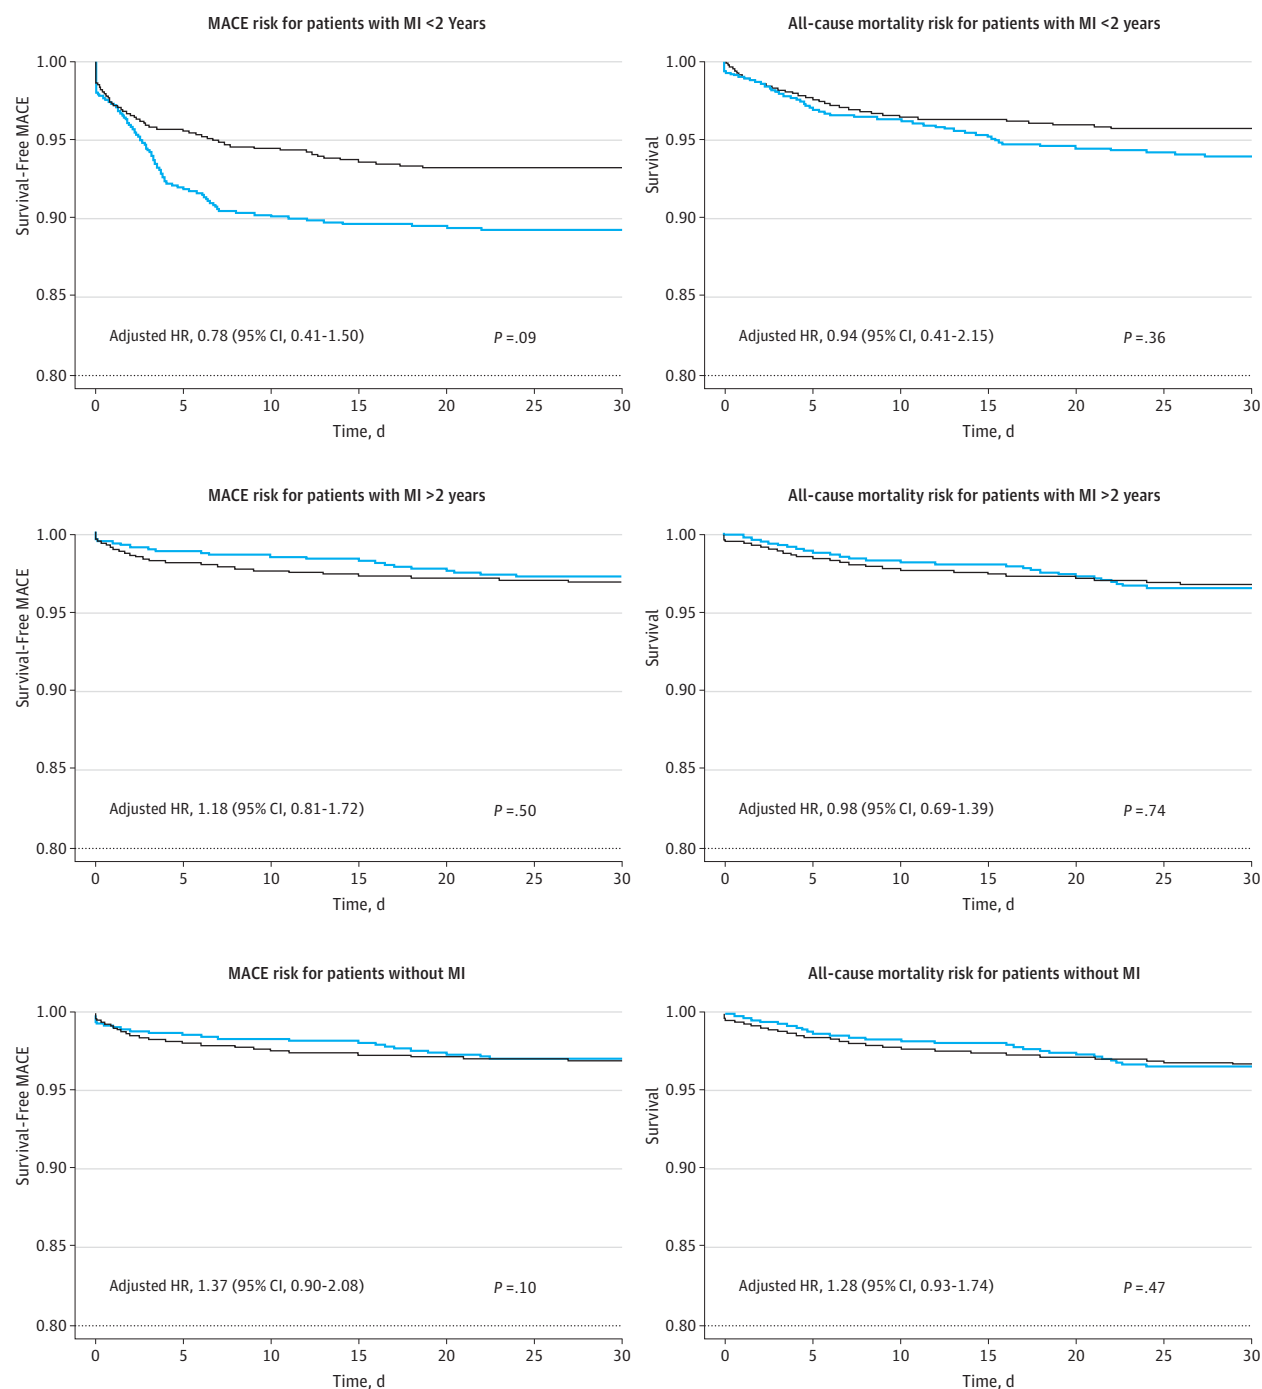 MACE risk for patients with MI <2 Years
1.00
0.95
0.90
0.85
0.80
Survival-Free MACE
Adjusted HR, 0.78 (95% CI, 0.41-1.50)
P =.09
0 5 10 15 20 25 30
Time, d
All-cause mortality risk for patients with MI <2 years
1.00
0.95
0.90
0.85
0.80
Survival
Adjusted HR, 0.94 (95% CI, 0.41-2.15)
P =.36
0 5 10 15 20 25 30
Time, d
MACE risk for patients with MI >2 years
1.00
0.95
0.90
0.85
0.80
Survival-Free MACE
Adjusted HR, 1.18 (95% CI, 0.81-1.72)
P =.50
0 5 10 15 20 25 30
Time, d
All-cause mortality risk for patients with MI >2 years
1.00
0.95
0.90
0.85
0.80
Survival
Adjusted HR, 0.98 (95% CI, 0.69-1.39)
P =.74
0 5 10 15 20 25 30
Time, d
MACE risk for patients without MI
1.00
0.95
0.90
0.85
0.80
Survival-Free MACE
Adjusted HR, 1.37 (95% CI, 0.90-2.08)
P =.10
0 5 10 15 20 25 30
Time, d
All-cause mortality risk for patients without MI
1.00
0.95
0.90
0.85
0.80
Survival
Adjusted HR, 1.28 (95% CI, 0.93-1.74)
P =.47
0 5 10 15 20 25 30
Time, d